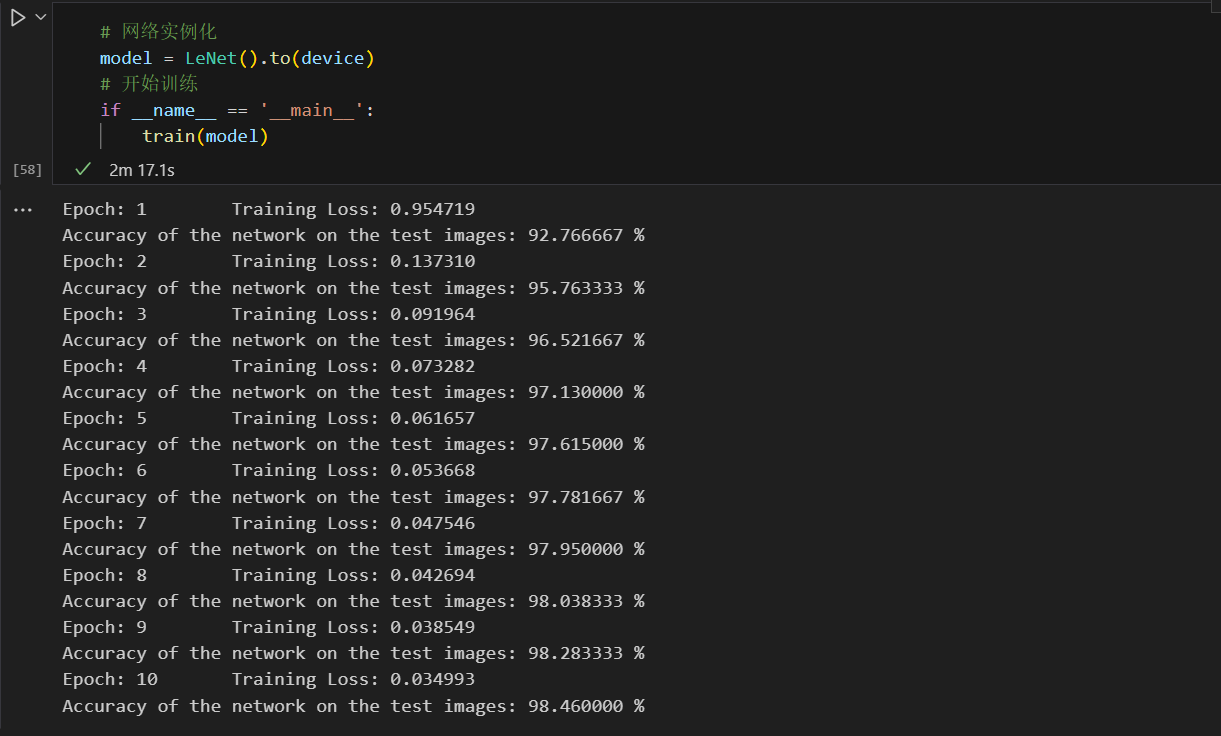 # 网络实例化
model = LeNet().to(device)
# 开始训练
if __name__ == '__main__':
    train(model)
[58] 2m 17.1s
Epoch: 1        Training Loss: 0.954719
Accuracy of the network on the test images: 92.766667 %
Epoch: 2        Training Loss: 0.137310
Accuracy of the network on the test images: 95.763333 %
Epoch: 3        Training Loss: 0.091964
Accuracy of the network on the test images: 96.521667 %
Epoch: 4        Training Loss: 0.073282
Accuracy of the network on the test images: 97.130000 %
Epoch: 5        Training Loss: 0.061657
Accuracy of the network on the test images: 97.615000 %
Epoch: 6        Training Loss: 0.053668
Accuracy of the network on the test images: 97.781667 %
Epoch: 7        Training Loss: 0.047546
Accuracy of the network on the test images: 97.950000 %
Epoch: 8        Training Loss: 0.042694
Accuracy of the network on the test images: 98.038333 %
Epoch: 9        Training Loss: 0.038549
Accuracy of the network on the test images: 98.283333 %
Epoch: 10       Training Loss: 0.034993
Accuracy of the network on the test images: 98.460000 %